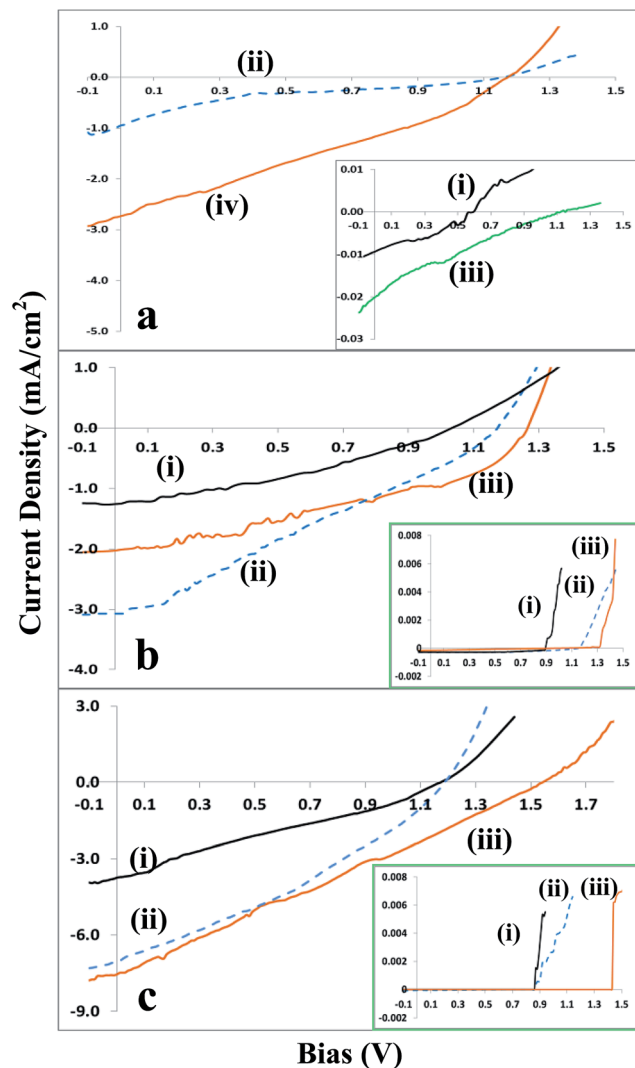 1.0
(ii)
0.0
-0.1 0.1 0.3 0.5 0.7 0.9 1.1 1.3 1.5
-1.0
-2.0
(iv)
-3.0
-4.0
-5.0
a
0.01
(i)
0.00
-0.1 0.1 0.3 0.5 0.7 0.9 1.1 1.3 1.5
-0.01
(iii)
-0.02
-0.03
Current Density (mA/cm²)
1.0
0.0
-0.1 0.1 0.3 0.5 0.7 0.9 1.1 1.3 1.5
(i)
-1.0
(iii)
-2.0
(ii)
-3.0
-4.0
b
0.008
(iii)
0.006
(ii)
0.004
(i)
0.002
0
-0.1 0.1 0.3 0.5 0.7 0.9 1.1 1.3 1.5
-0.002
3.0
0.0
-0.1 0.1 0.3 0.5 0.7 0.9 1.1 1.3 1.5 1.7
(iii)
-3.0
(i)
(ii)
-6.0
-9.0
c
0.008
(ii) (iii)
0.006
(i)
0.004
0.002
0
-0.1 0.1 0.3 0.5 0.7 0.9 1.1 1.3 1.5
-0.002
Bias (V)